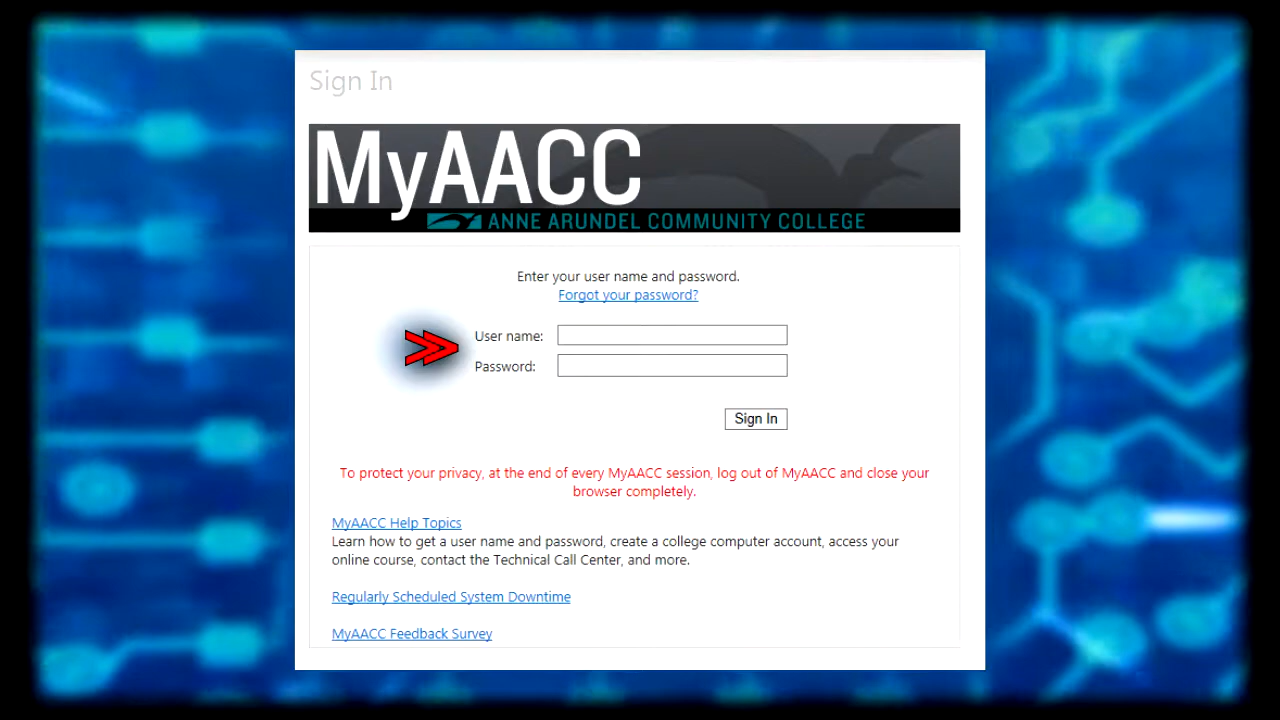 Sign In
MyAACC
ANNE ARUNDEL COMMUNITY COLLEGE
Enter your user name and password.
Forgot your password?
User name:
Password:
Sign In
To protect your privacy, at the end of every MyAACC session, log out of MyAACC and close your
browser completely.
MyAACC Help Topics
Learn how to get a user name and password, create a college computer account, access your
online course, contact the Technical Call Center, and more.
Regularly Scheduled System Downtime
MyAACC Feedback Survey